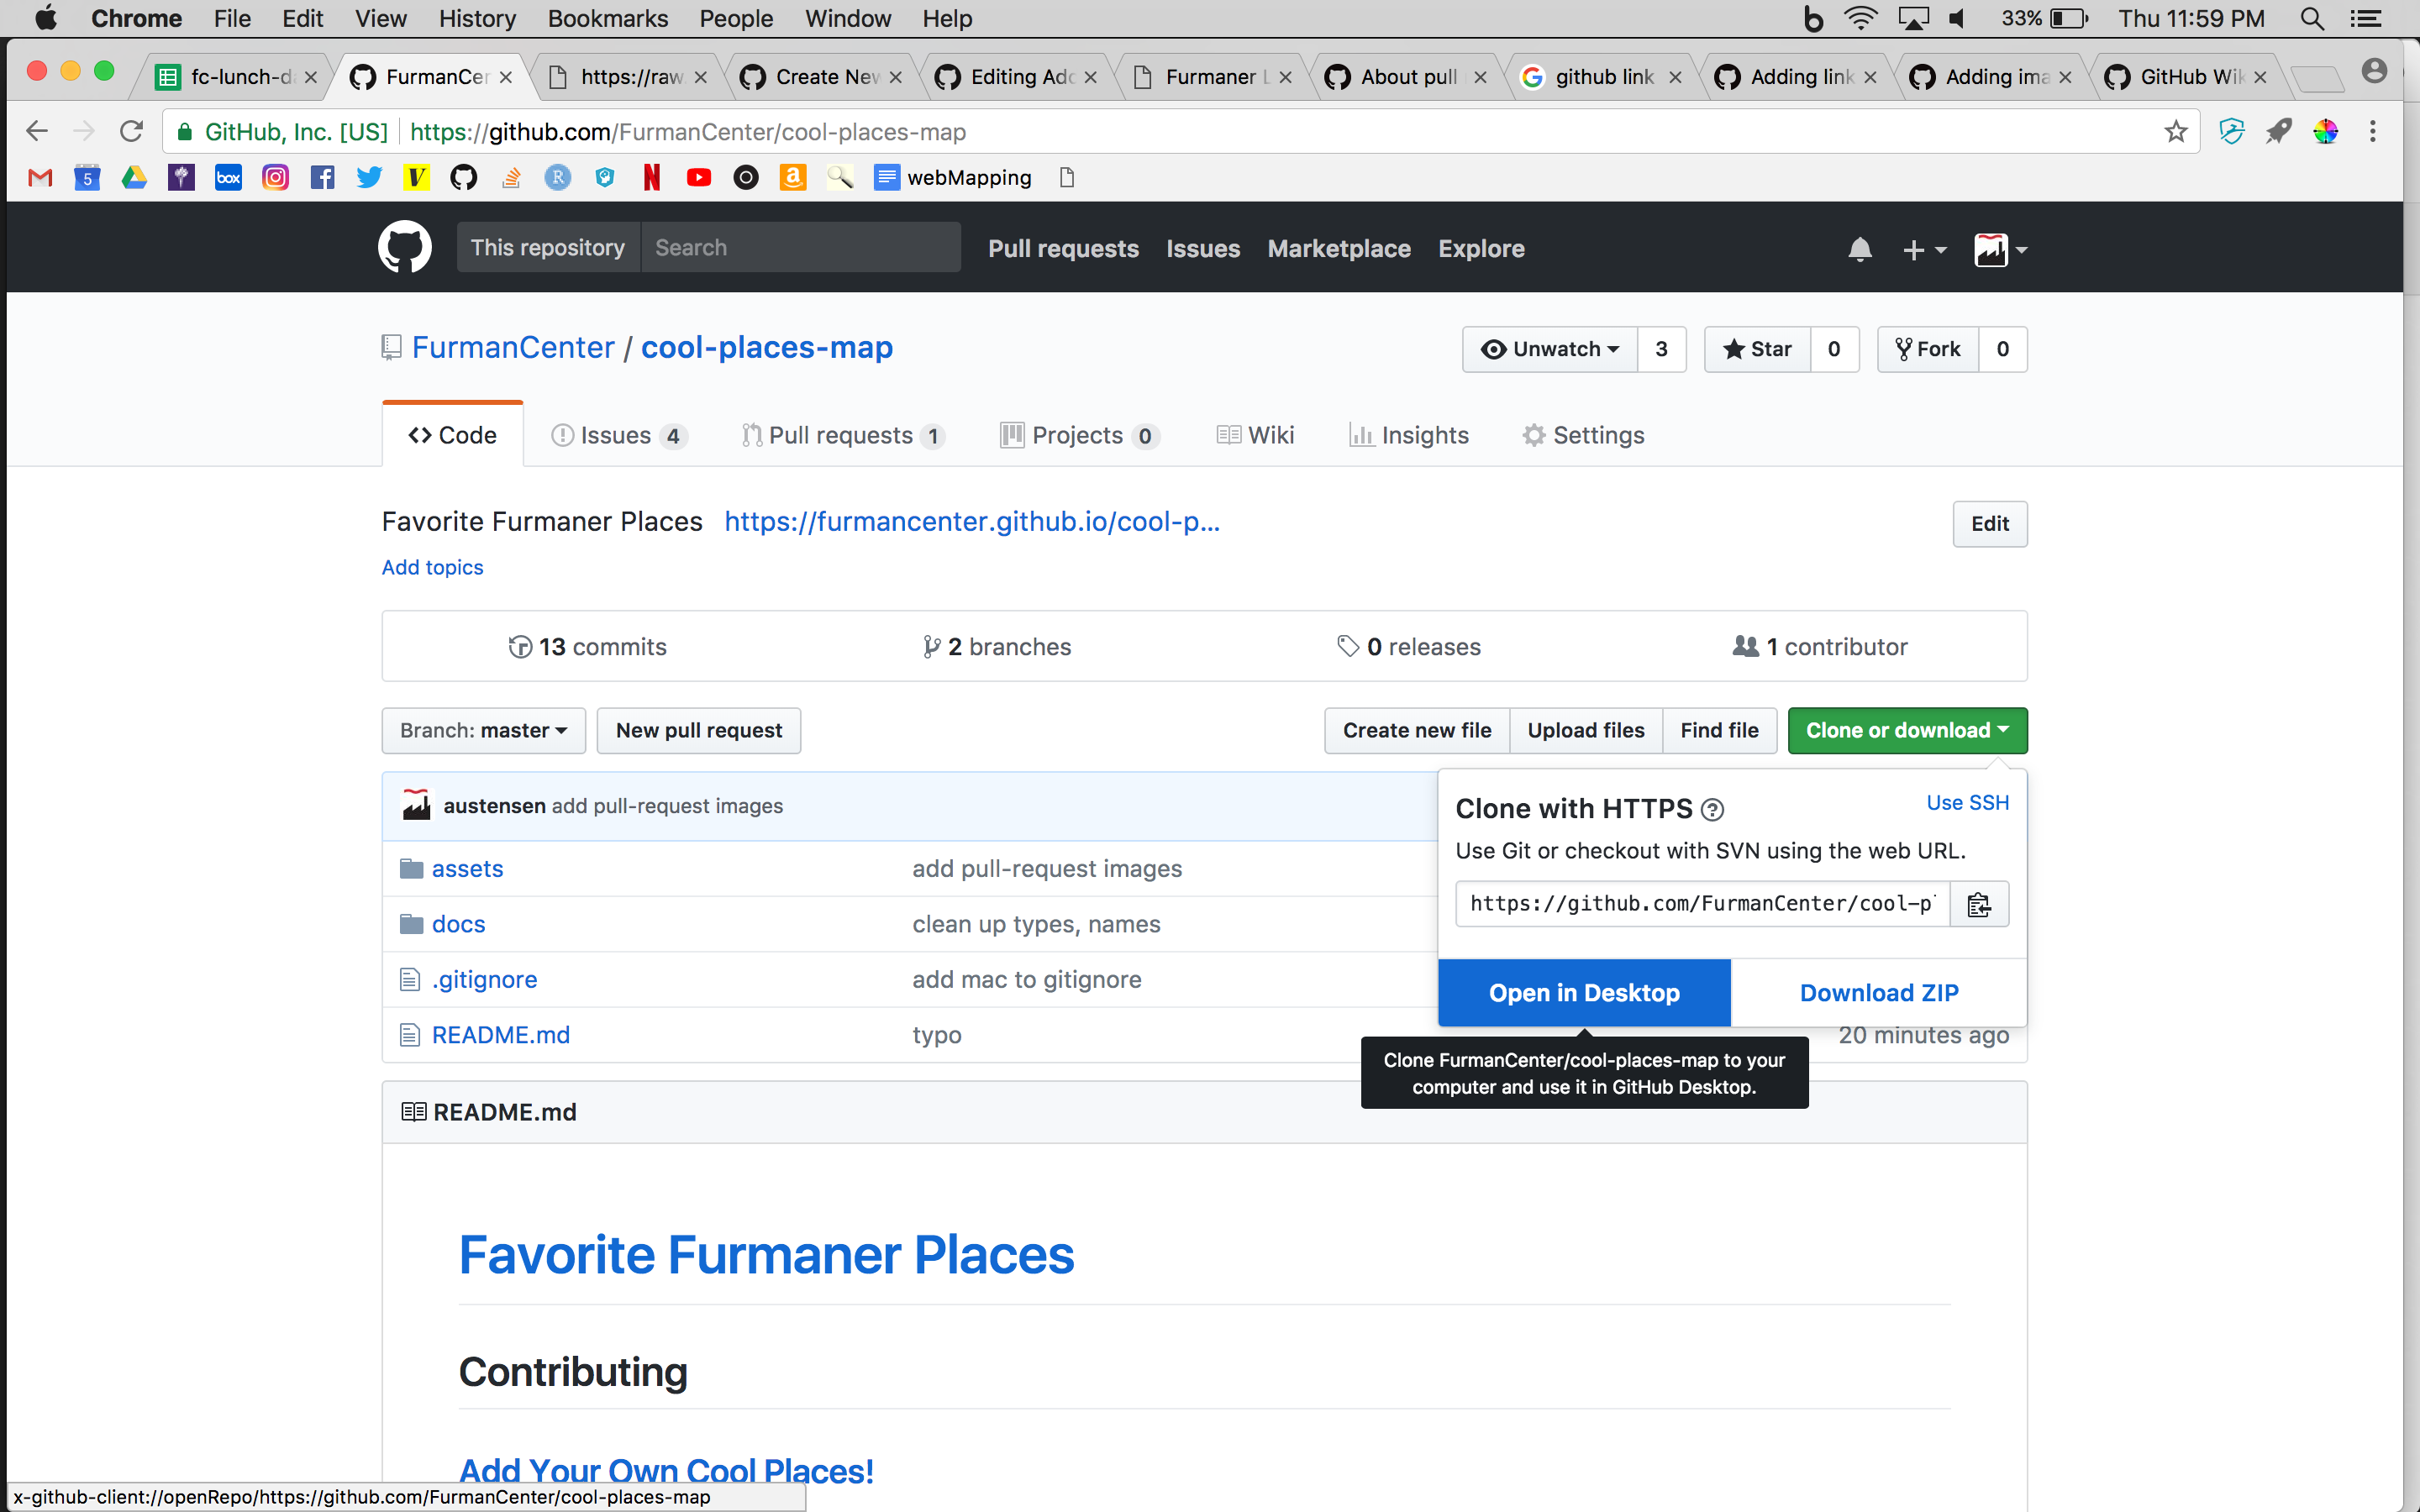 Chrome File Edit View History Bookmarks People Window Help 33% Thu 11:59 PM
fc-lunch-d FurmanCer https://raw Create New Editing Ado Furmaner L About pull github link Adding link Adding ima GitHub Wik
GitHub, Inc. [US] https://github.com/FurmanCenter/cool-places-map
5 box R webMapping
This repository Search Pull requests Issues Marketplace Explore
FurmanCenter / cool-places-map Unwatch 3 Star 0 Fork 0
Code Issues 4 Pull requests 1 Projects 0 Wiki Insights Settings
Favorite Furmaner Places https://furmancenter.github.io/cool-p... Edit
Add topics
13 commits 2 branches 0 releases 1 contributor
Branch: master New pull request Create new file Upload files Find file Clone or download
austensen add pull-request images
assets add pull-request images
docs clean up types, names
.gitignore add mac to gitignore
README.md typo 20 minutes ago
Clone with HTTPS Use SSH
Use Git or checkout with SVN using the web URL.
https://github.com/FurmanCenter/cool-p
Open in Desktop Download ZIP
Clone FurmanCenter/cool-places-map to your
computer and use it in GitHub Desktop.
README.md
Favorite Furmaner Places
Contributing
Add Your Own Cool Places!
x-github-client://openRepo/https://github.com/FurmanCenter/cool-places-map